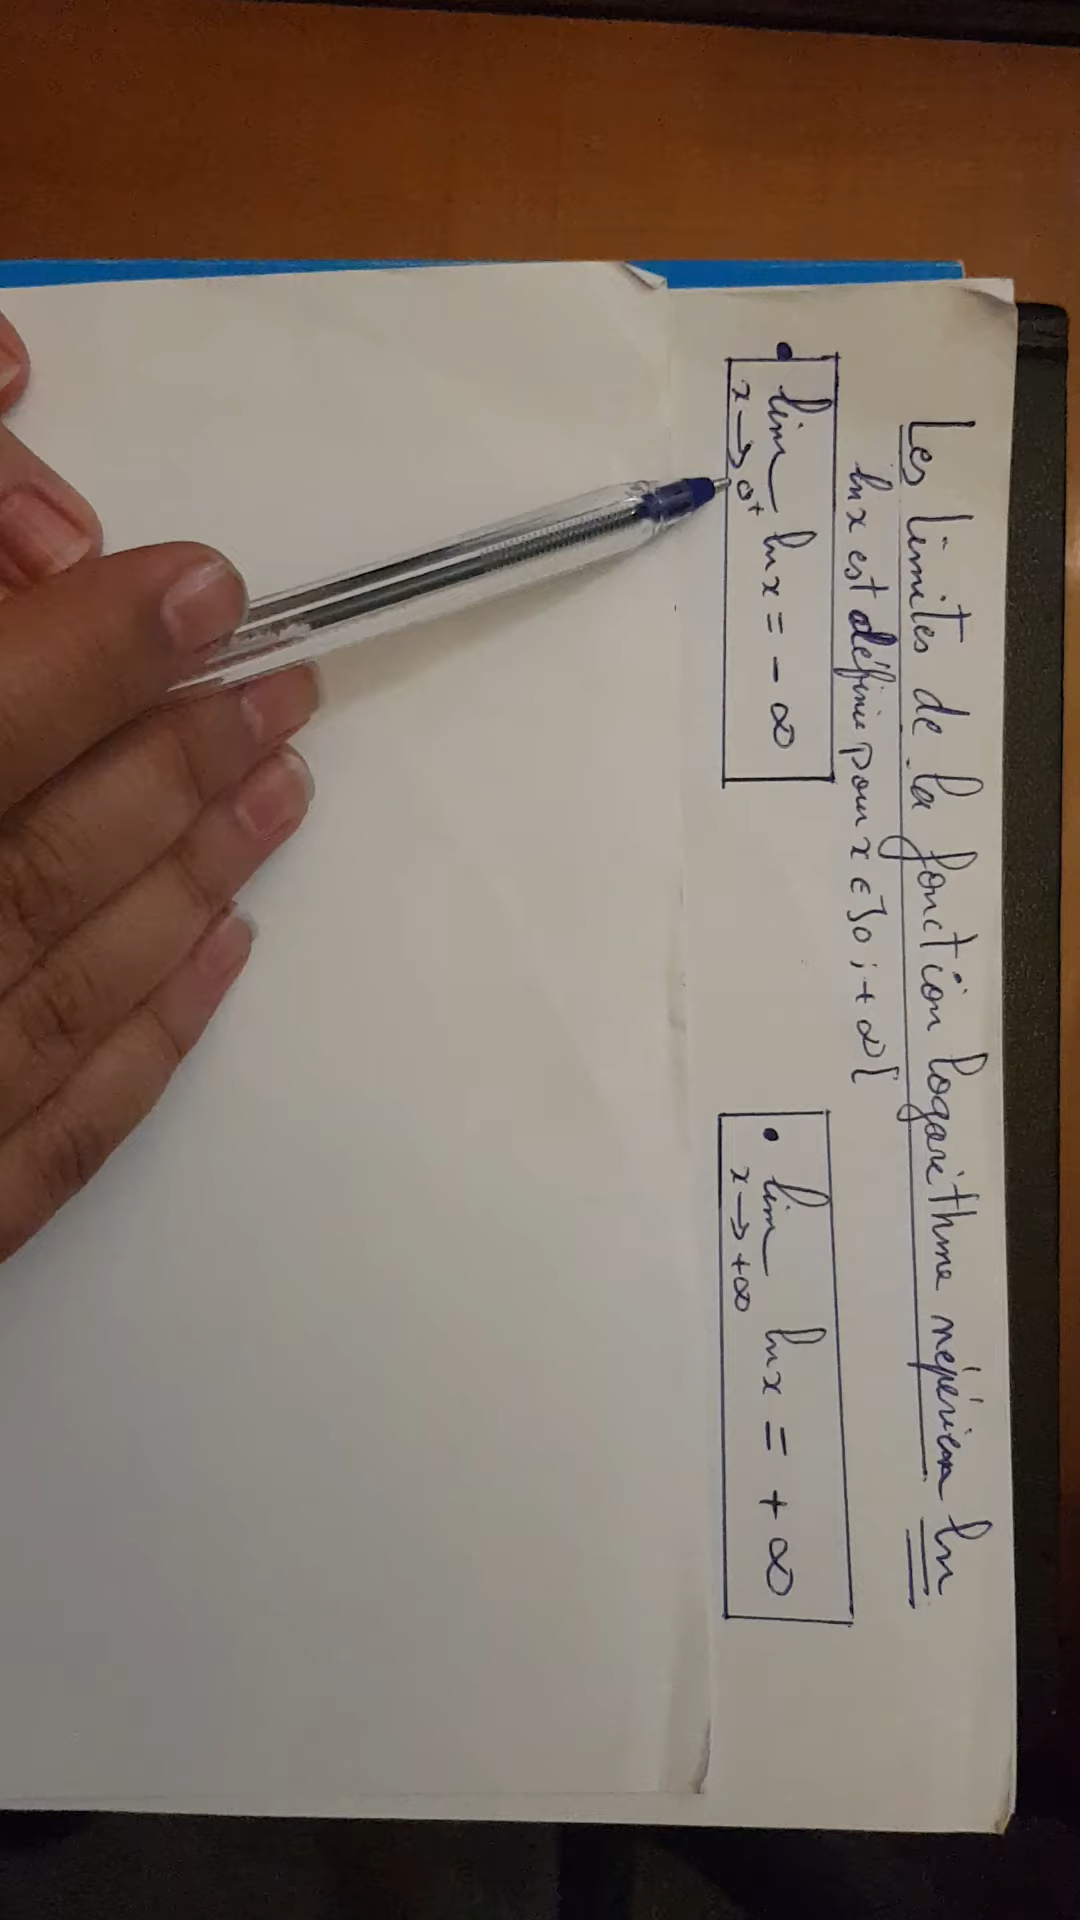 Les limites de la fonction logarithme népérien ln
ln x est définie pour x ∈ ]0 ; +∞[
• lim ln x = - ∞
x → 0⁺
• lim ln x = + ∞
x → +∞